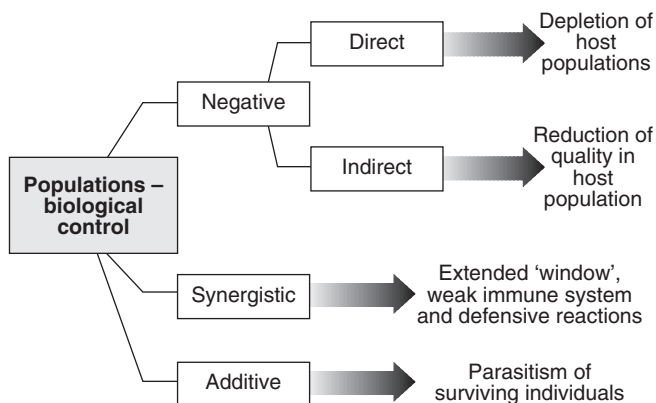 Populations –
biological
control
Negative
Direct
Depletion of
host
populations
Indirect
Reduction of
quality in
host
population
Synergistic
Extended ‘window’,
weak immune system
and defensive reactions
Additive
Parasitism of
surviving individuals